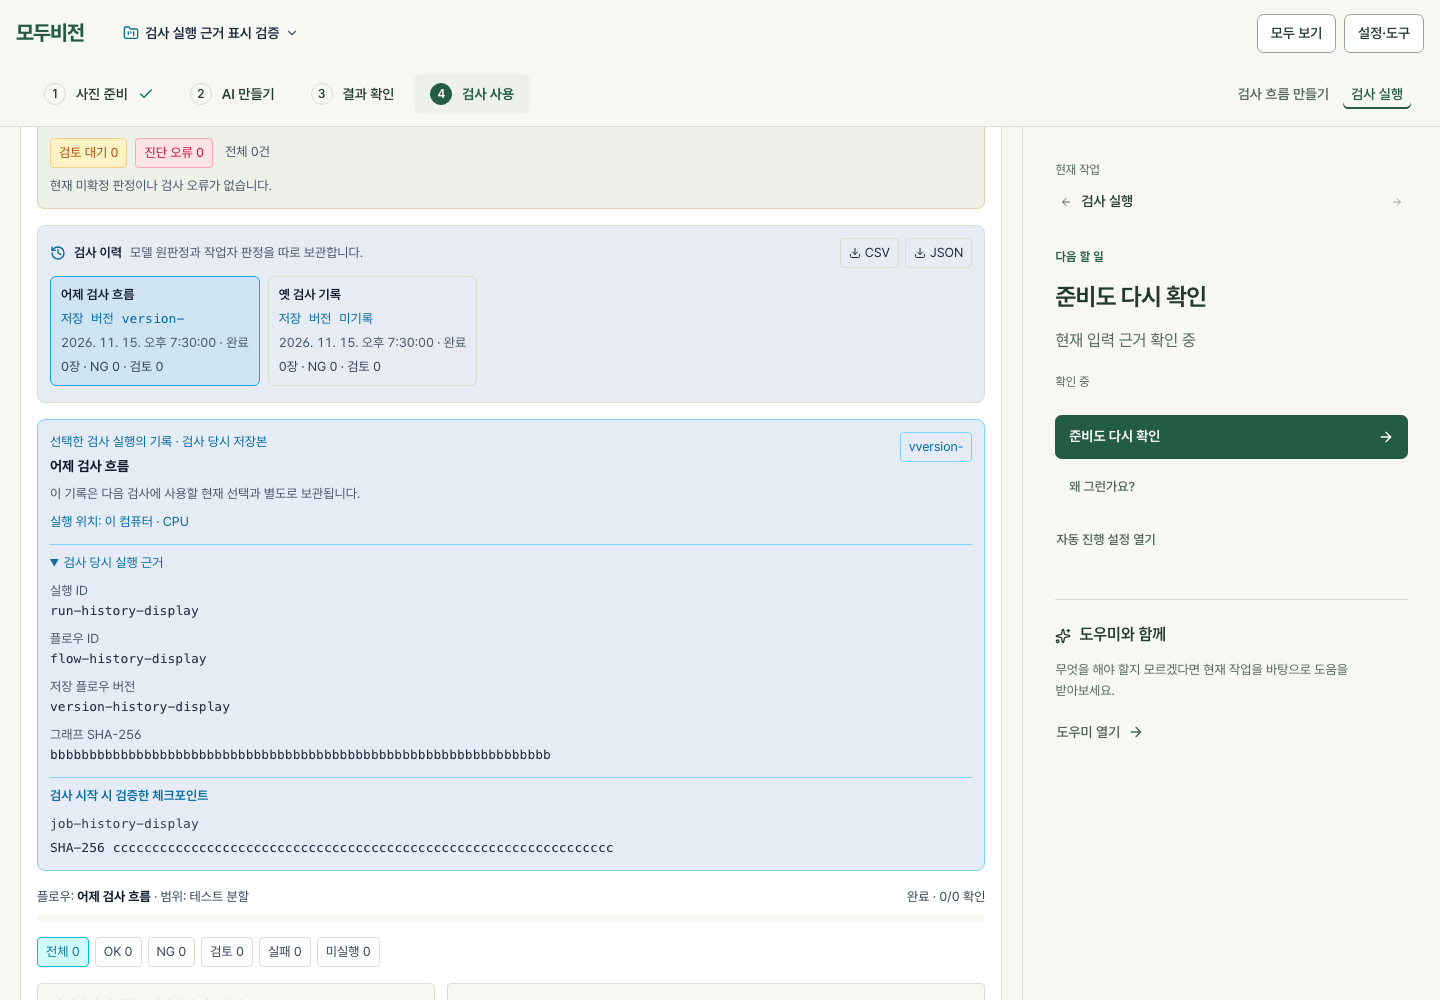 모두비전
검사 실행 근거 표시 검증
모두 보기
설정·도구
1 사진 준비
2 AI 만들기
3 결과 확인
4 검사 사용
검사 흐름 만들기
검사 실행
검토 대기 0
진단 오류 0
전체 0건
현재 미확정 판정이나 검사 오류가 없습니다.
검사 이력 모델 원판정과 작업자 판정을 따로 보관합니다.
CSV
JSON
어제 검사 흐름
저장 버전 version-
2026. 11. 15. 오후 7:30:00 · 완료
0장 · NG 0 · 검토 0
옛 검사 기록
저장 버전 미기록
2026. 11. 15. 오후 7:30:00 · 완료
0장 · NG 0 · 검토 0
선택한 검사 실행의 기록 · 검사 당시 저장본
vversion-
어제 검사 흐름
이 기록은 다음 검사에 사용할 현재 선택과 별도로 보관됩니다.
실행 위치: 이 컴퓨터 · CPU
▼ 검사 당시 실행 근거
실행 ID
run-history-display
플로우 ID
flow-history-display
저장 플로우 버전
version-history-display
그래프 SHA-256
bbbbbbbbbbbbbbbbbbbbbbbbbbbbbbbbbbbbbbbbbbbbbbbbbbbbbbbbbbbbbbbb
검사 시작 시 검증한 체크포인트
job-history-display
SHA-256 cccccccccccccccccccccccccccccccccccccccccccccccccccccccccccccccc
플로우: 어제 검사 흐름 · 범위: 테스트 분할
완료 · 0/0 확인
전체 0
OK 0
NG 0
검토 0
실패 0
미실행 0
현재 작업
검사 실행
다음 할 일
준비도 다시 확인
현재 입력 근거 확인 중
확인 중
준비도 다시 확인
왜 그런가요?
자동 진행 설정 열기
도우미와 함께
무엇을 해야 할지 모르겠다면 현재 작업을 바탕으로 도움을
받아보세요.
도우미 열기